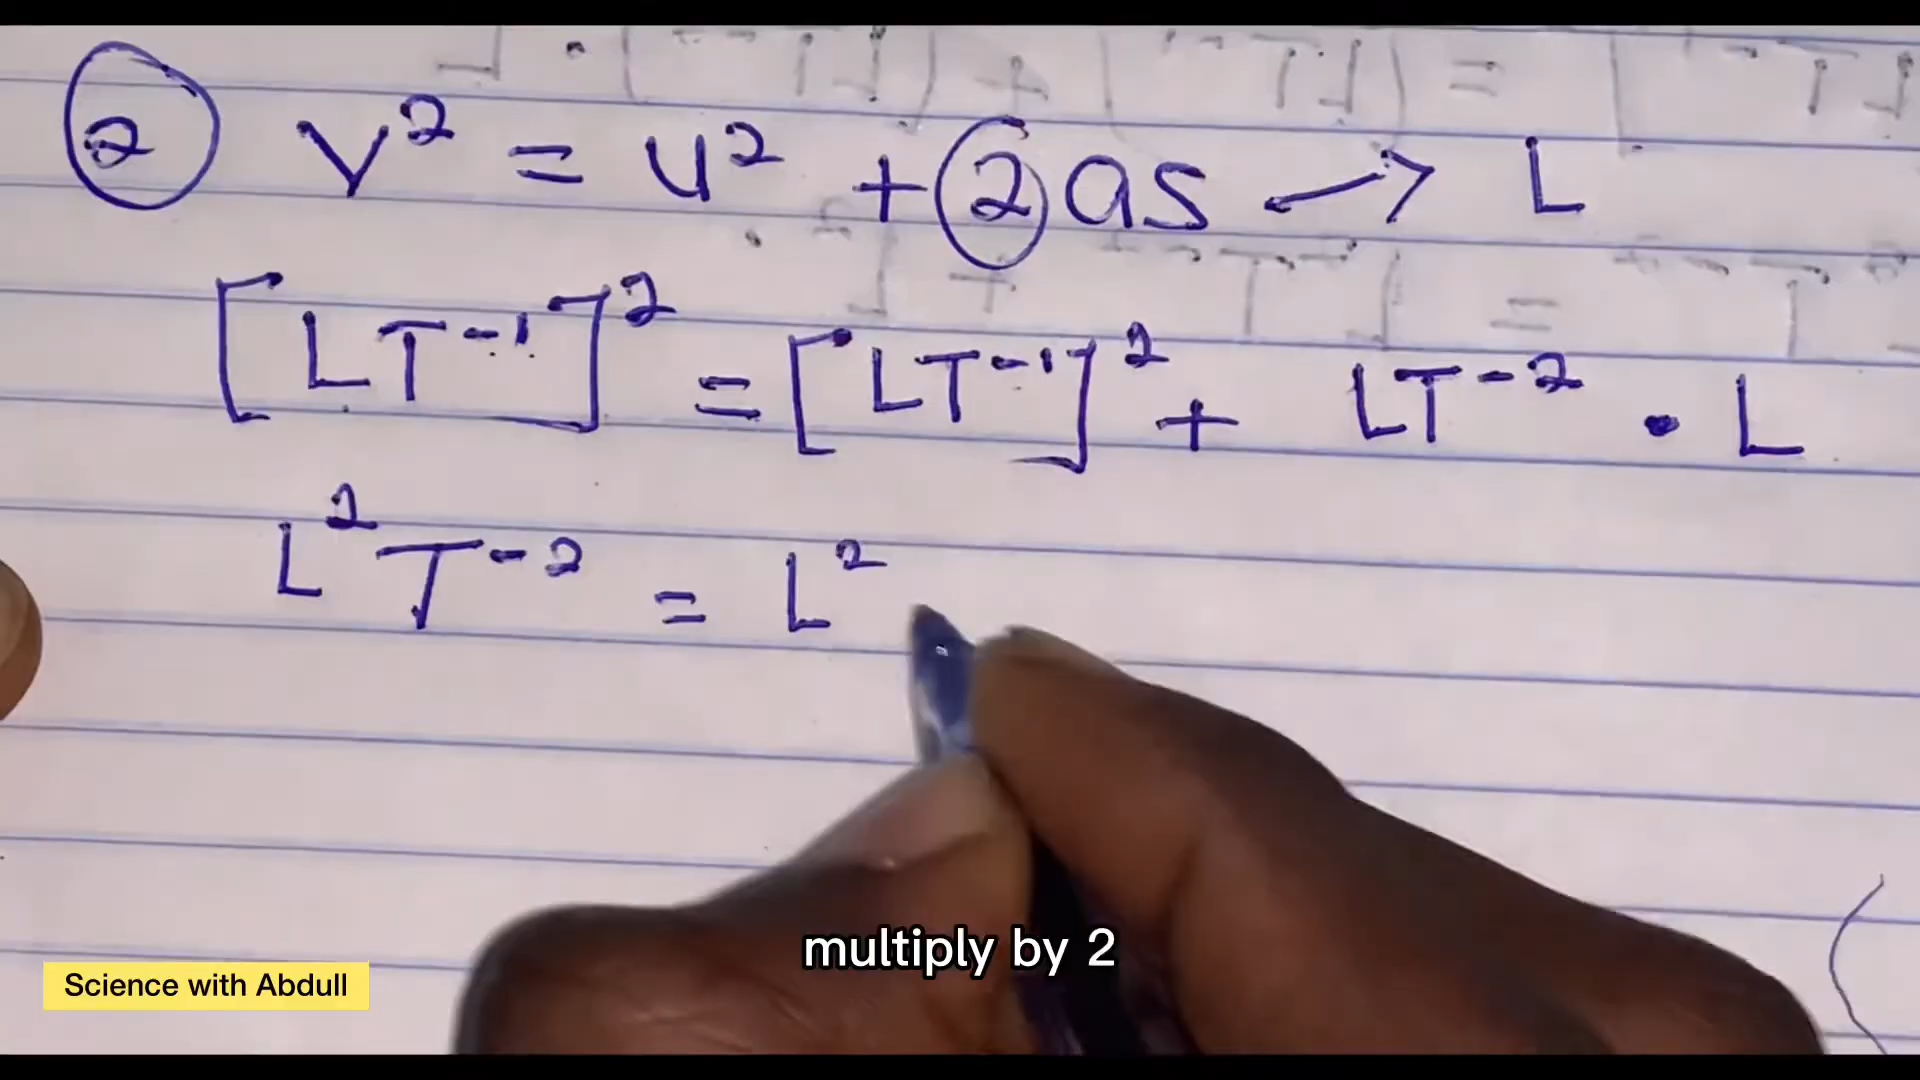 ② v² = u² + 2as → L
[LT⁻¹]² = [LT⁻¹]² + LT⁻² · L
L²T⁻² = L²
multiply by 2
Science with Abdull